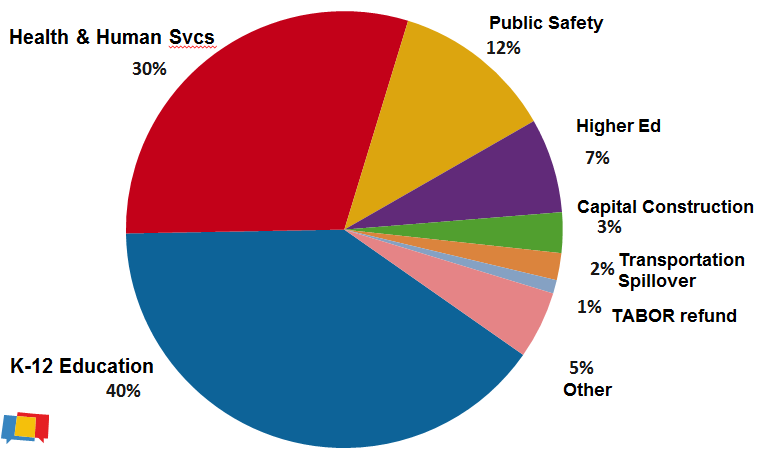 Public Safety
12%
Health & Human Svcs
30%
Higher Ed
7%
Capital Construction
3%
2% Transportation
Spillover
1% TABOR refund
K-12 Education
40%
5%
Other